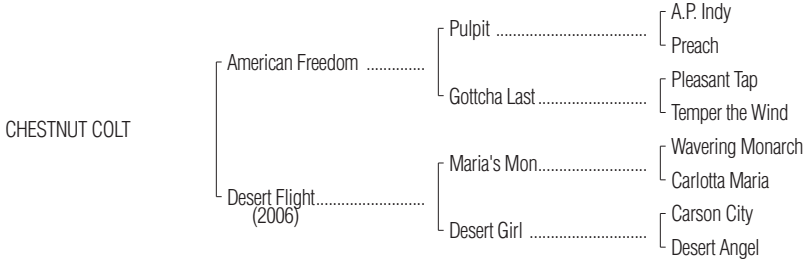 A.P. Indy
Pulpit ................................
Preach
American Freedom ..............
Pleasant Tap
Gottcha Last.......................
Temper the Wind
CHESTNUT COLT
Wavering Monarch
Maria's Mon.......................
Carlotta Maria
Desert Flight.......................
(2006)
Carson City
Desert Girl .........................
Desert Angel